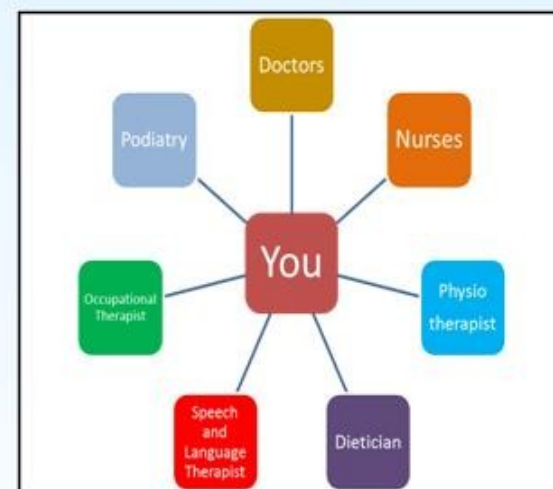 Doctors
Podiatry
Nurses
You
Occupational
Therapist
Physio
therapist
Speech
and
Language
Therapist
Dietician